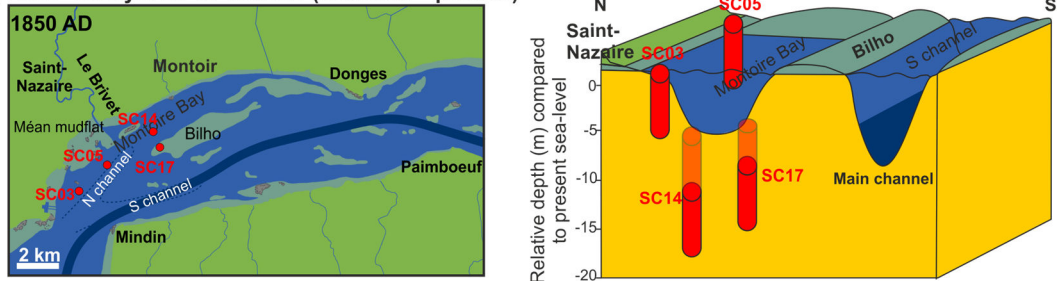 1850 AD
Saint-
Nazaire
Le Brivet
Montoir
Donges
Méan mudflat
SC14
Montoire Bay
Bilho
SC05
SC17
N channel
SC03
S channel
Paimboeuf
Mindin
2 km
N
SC05
S
Saint-
Nazaire
SC03
Montoire Bay
Bilho
S channel
Relative depth (m) compared
to present sea-level
0
-5
-10
-15
-20
SC14
SC17
Main channel